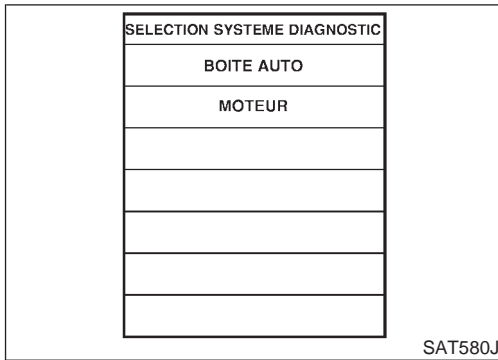 SELECTION SYSTEME DIAGNOSTIC
BOITE AUTO
MOTEUR
SAT580J